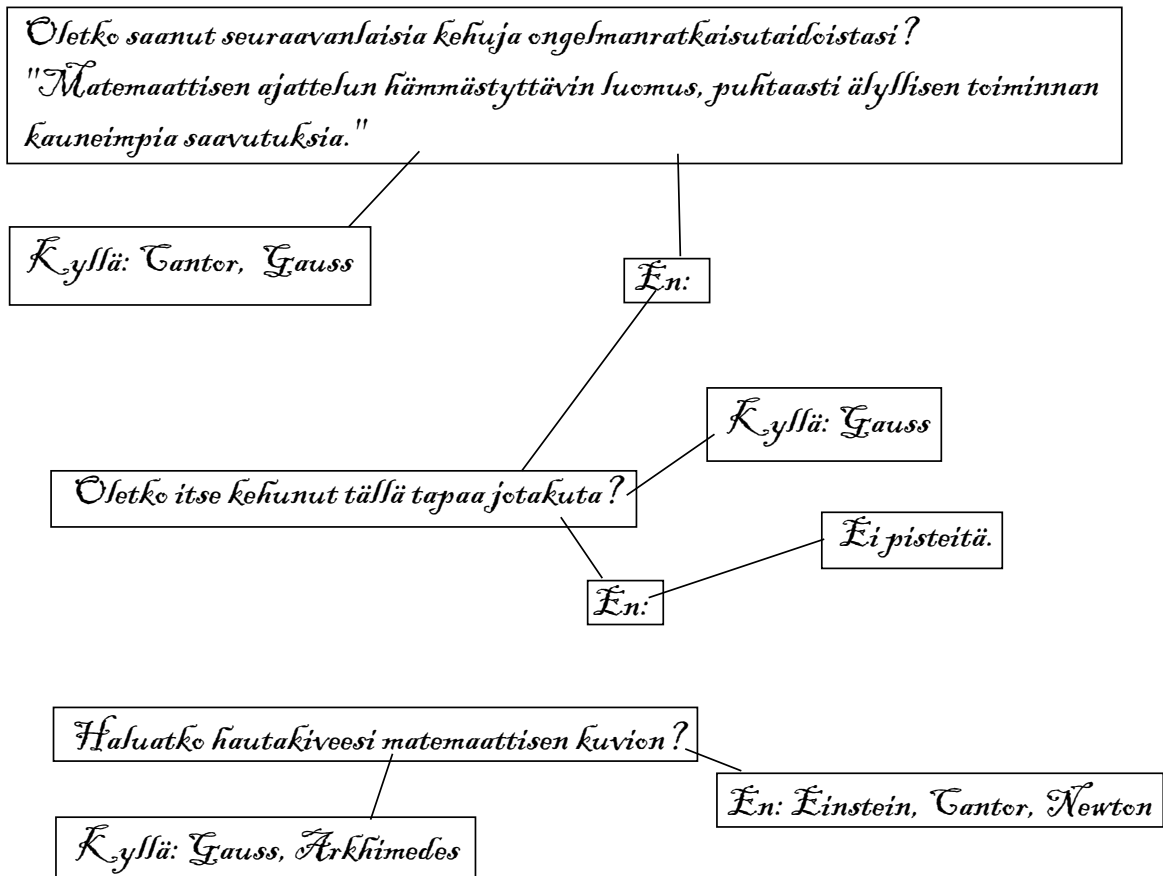 Oletko saanut seuraavanlaisia kehuja ongelmanratkaisutaidoistasi?
"Matemaattisen ajattelun hämmästyttävin luomus, puhtaasti älyllisen toiminnan
kauneimpia saavutuksia."
Kyllä: Cantor, Gauss
En:
Kyllä: Gauss
Oletko itse kehunut tällä tapaa jotakuta?
Ei pisteitä.
En:
Haluatko hautakiveesi matemaattisen kuvion?
En: Einstein, Cantor, Newton
Kyllä: Gauss, Arkhimedes